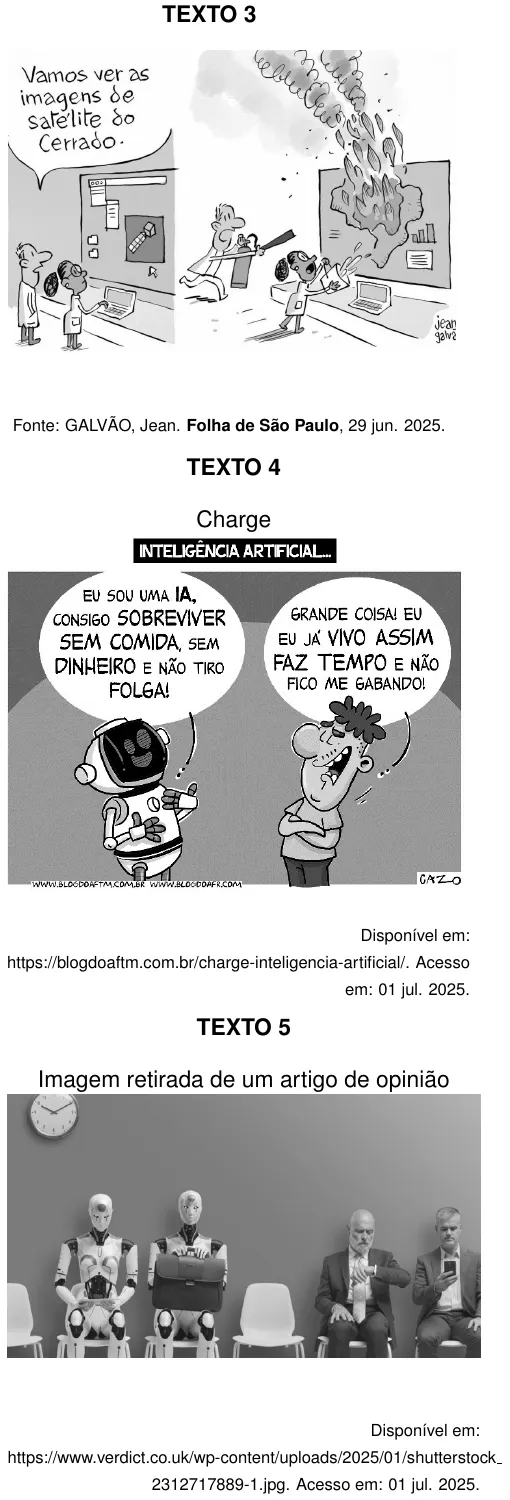 TEXTO 3
Vamos ver as
imagens de
satélite do
Cerrado.
jean
galvã
Fonte: GALVÃO, Jean. Folha de São Paulo, 29 jun. 2025.
TEXTO 4
Charge
INTELIGÊNCIA ARTIFICIAL...
EU SOU UMA IA,
CONSIGO SOBREVIVER
SEM COMIDA, SEM
DINHEIRO E NÃO TIRO
FOLGA!
GRANDE COISA! EU
EU JÁ VIVO ASSIM
FAZ TEMPO E NÃO
FICO ME GABANDO!
WWW.BLOGDOAFTM.COM.BR WWW.BLOGDOAFR.COM
CAZO
Disponível em:
https://blogdoaftm.com.br/charge-inteligencia-artificial/. Acesso
em: 01 jul. 2025.
TEXTO 5
Imagem retirada de um artigo de opinião
Disponível em:
https://www.verdict.co.uk/wp-content/uploads/2025/01/shutterstock_
2312717889-1.jpg. Acesso em: 01 jul. 2025.